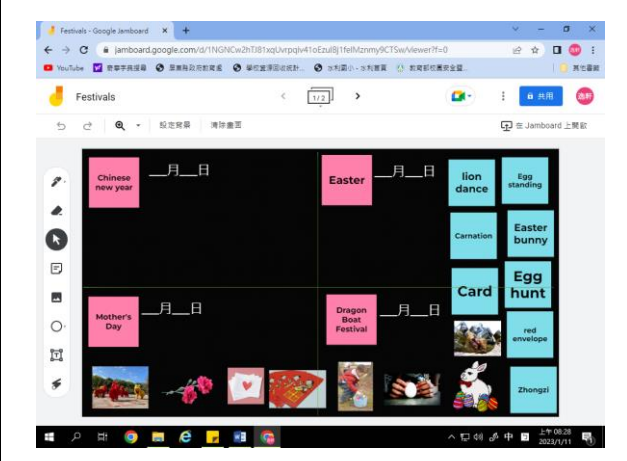 Festivals - Google Jamboard
jamboard.google.com/d/1NGNCw2hTJ81xqUvrpqiv41oEzul8j1felMznmy9CTSw/viewer?f=0
YouTube
其它書籤
Festivals
1/2
共用
設定背景
清除畫面
在 Jamboard 上開啟
Chinese
new year
__月__日
Easter
__月__日
lion
dance
Egg
standing
Carnation
Easter
bunny
Card
Egg
hunt
Mother's
Day
__月__日
Dragon
Boat
Festival
__月__日
red
envelope
Zhongzi
中
上午 08:28
2023/1/11